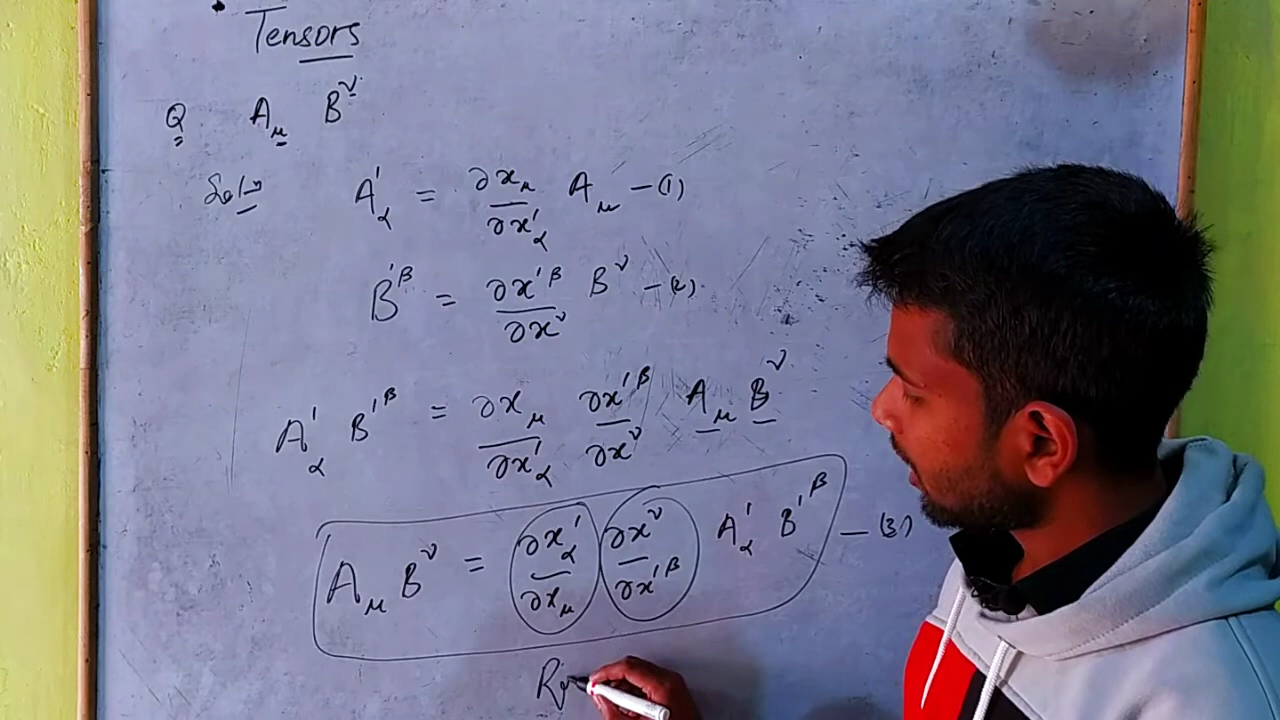 Tensors
Q A_μ B^ν
Sol^n A'_α = ∂x_μ/∂x'_α A_μ —(1)
B'^β = ∂x'^β/∂x^ν B^ν —(2)
A'_α B'^β = ∂x_μ/∂x'_α ∂x'^β/∂x^ν A_μ B^ν
A_μ B^ν = ∂x'_α/∂x_μ ∂x^ν/∂x'^β A'_α B'^β —(3)